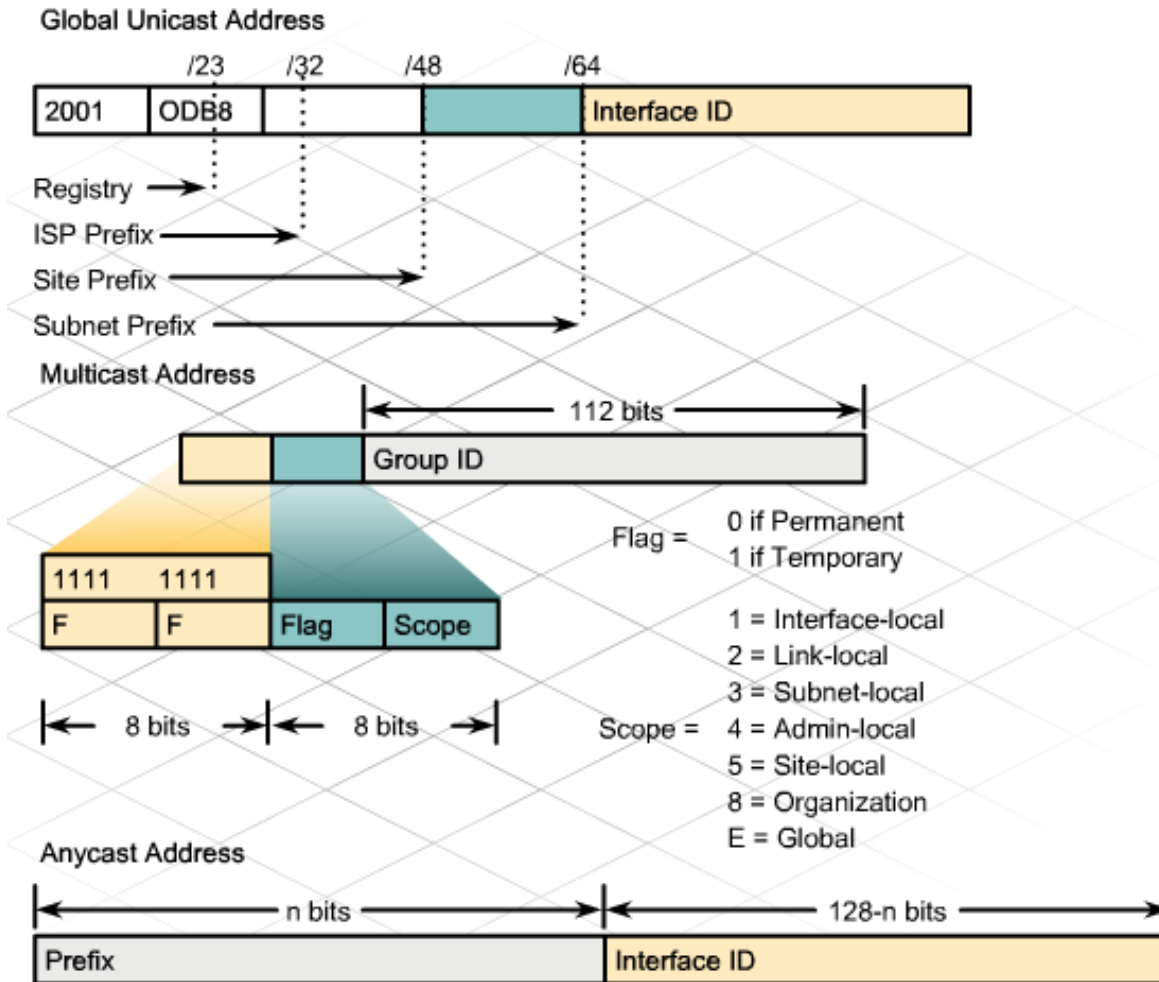 Global Unicast Address
/23 /32 /48 /64
2001 ODB8 Interface ID
Registry
ISP Prefix
Site Prefix
Subnet Prefix
Multicast Address
112 bits
Group ID
Flag = 0 if Permanent
1 if Temporary
1111 1111
F F Flag Scope
8 bits 8 bits
Scope = 1 = Interface-local
2 = Link-local
3 = Subnet-local
4 = Admin-local
5 = Site-local
8 = Organization
E = Global
Anycast Address
n bits 128-n bits
Prefix Interface ID